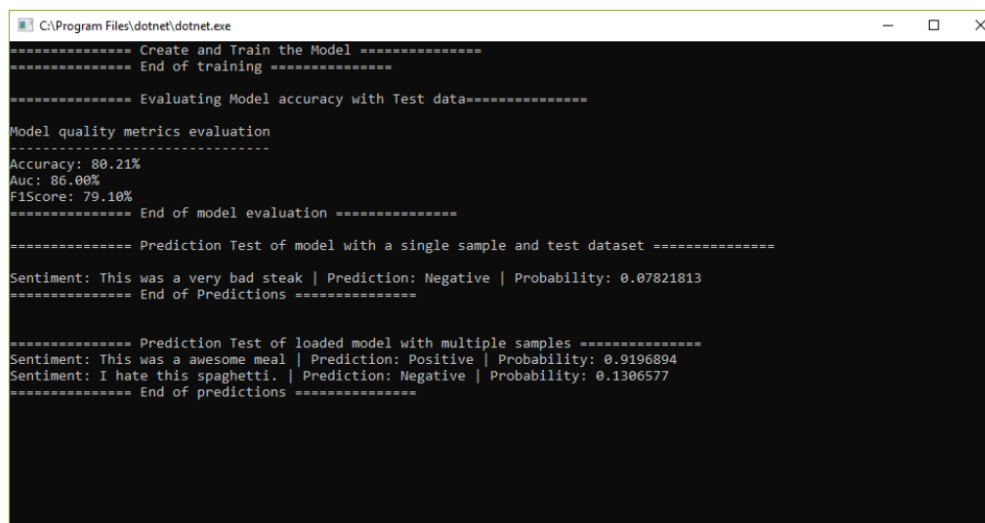 C:\Program Files\dotnet\dotnet.exe
=============== Create and Train the Model ===============
=============== End of training ===============
=============== Evaluating Model accuracy with Test data===============
Model quality metrics evaluation
--------------------------------
Accuracy: 80.21%
Auc: 86.00%
F1Score: 79.10%
=============== End of model evaluation ===============
=============== Prediction Test of model with a single sample and test dataset ===============
Sentiment: This was a very bad steak | Prediction: Negative | Probability: 0.07821813
=============== End of Predictions ===============
=============== Prediction Test of loaded model with multiple samples ===============
Sentiment: This was a awesome meal | Prediction: Positive | Probability: 0.9196894
Sentiment: I hate this spaghetti. | Prediction: Negative | Probability: 0.1306577
=============== End of predictions ===============